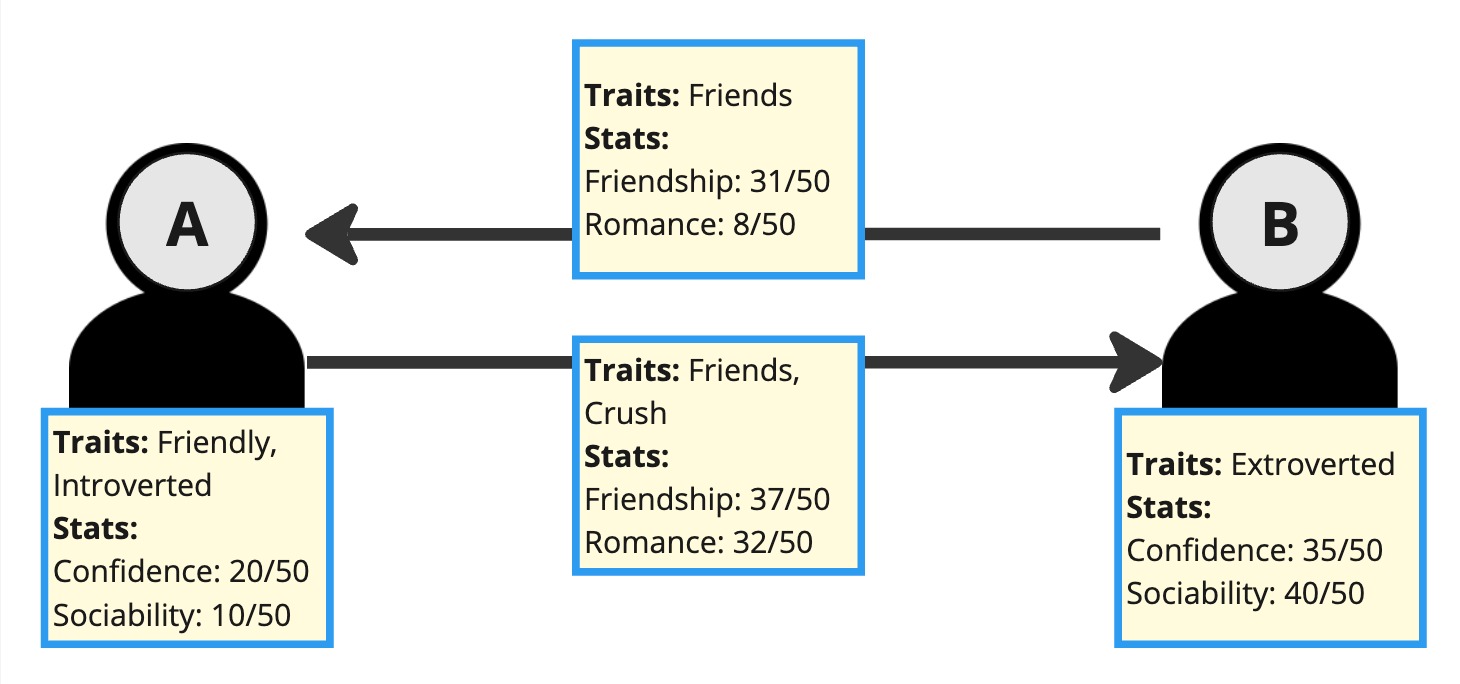 Traits: Friends
Stats:
Friendship: 31/50
Romance: 8/50
A
B
Traits: Friends,
Crush
Stats:
Friendship: 37/50
Romance: 32/50
Traits: Friendly,
Introverted
Stats:
Confidence: 20/50
Sociability: 10/50
Traits: Extroverted
Stats:
Confidence: 35/50
Sociability: 40/50